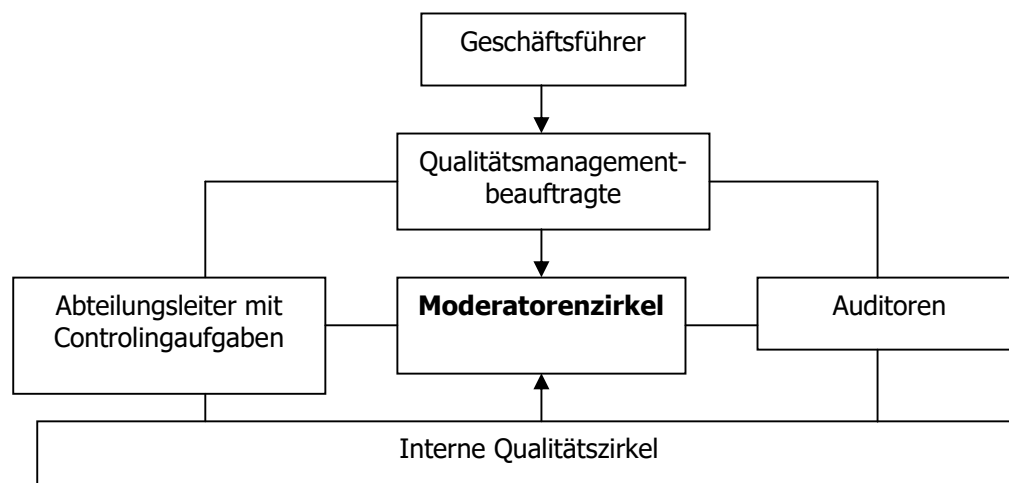 Geschäftsführer
Qualitätsmanagement-
beauftragte
Abteilungsleiter mit
Controlingaufgaben
Moderatorenzirkel
Auditoren
Interne Qualitätszirkel